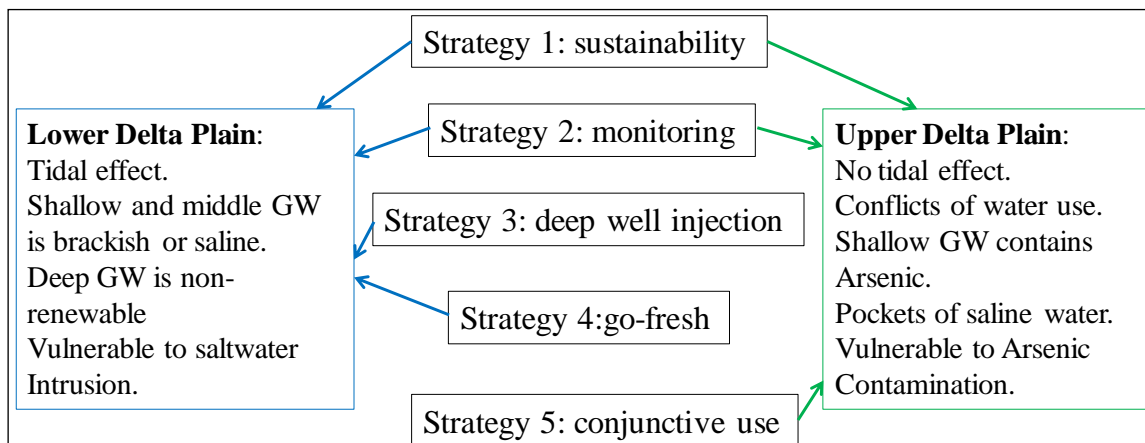 Strategy 1: sustainability
Lower Delta Plain:
Tidal effect.
Shallow and middle GW
is brackish or saline.
Deep GW is non-
renewable
Vulnerable to saltwater
Intrusion.
Strategy 2: monitoring
Strategy 3: deep well injection
Strategy 4:go-fresh
Strategy 5: conjunctive use
Upper Delta Plain:
No tidal effect.
Conflicts of water use.
Shallow GW contains
Arsenic.
Pockets of saline water.
Vulnerable to Arsenic
Contamination.